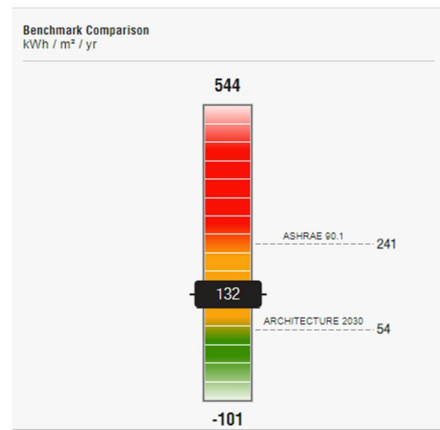 Benchmark Comparison
kWh / m² / yr
544
ASHRAE 90.1
241
132
ARCHITECTURE 2030
54
-101